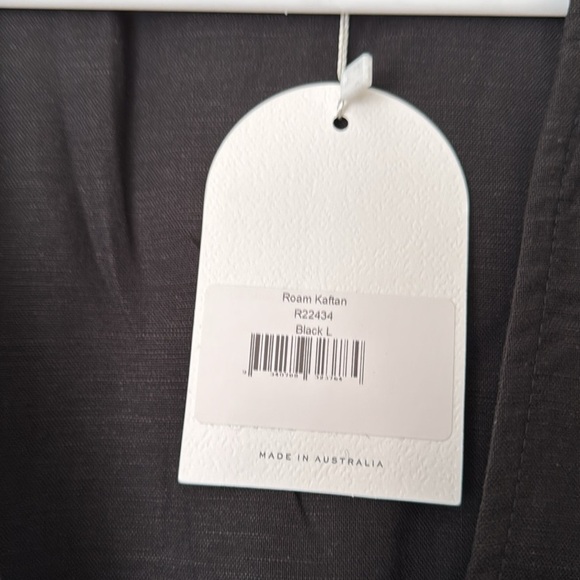 Roam Kaftan
R22434
Black L
MADE IN AUSTRALIA